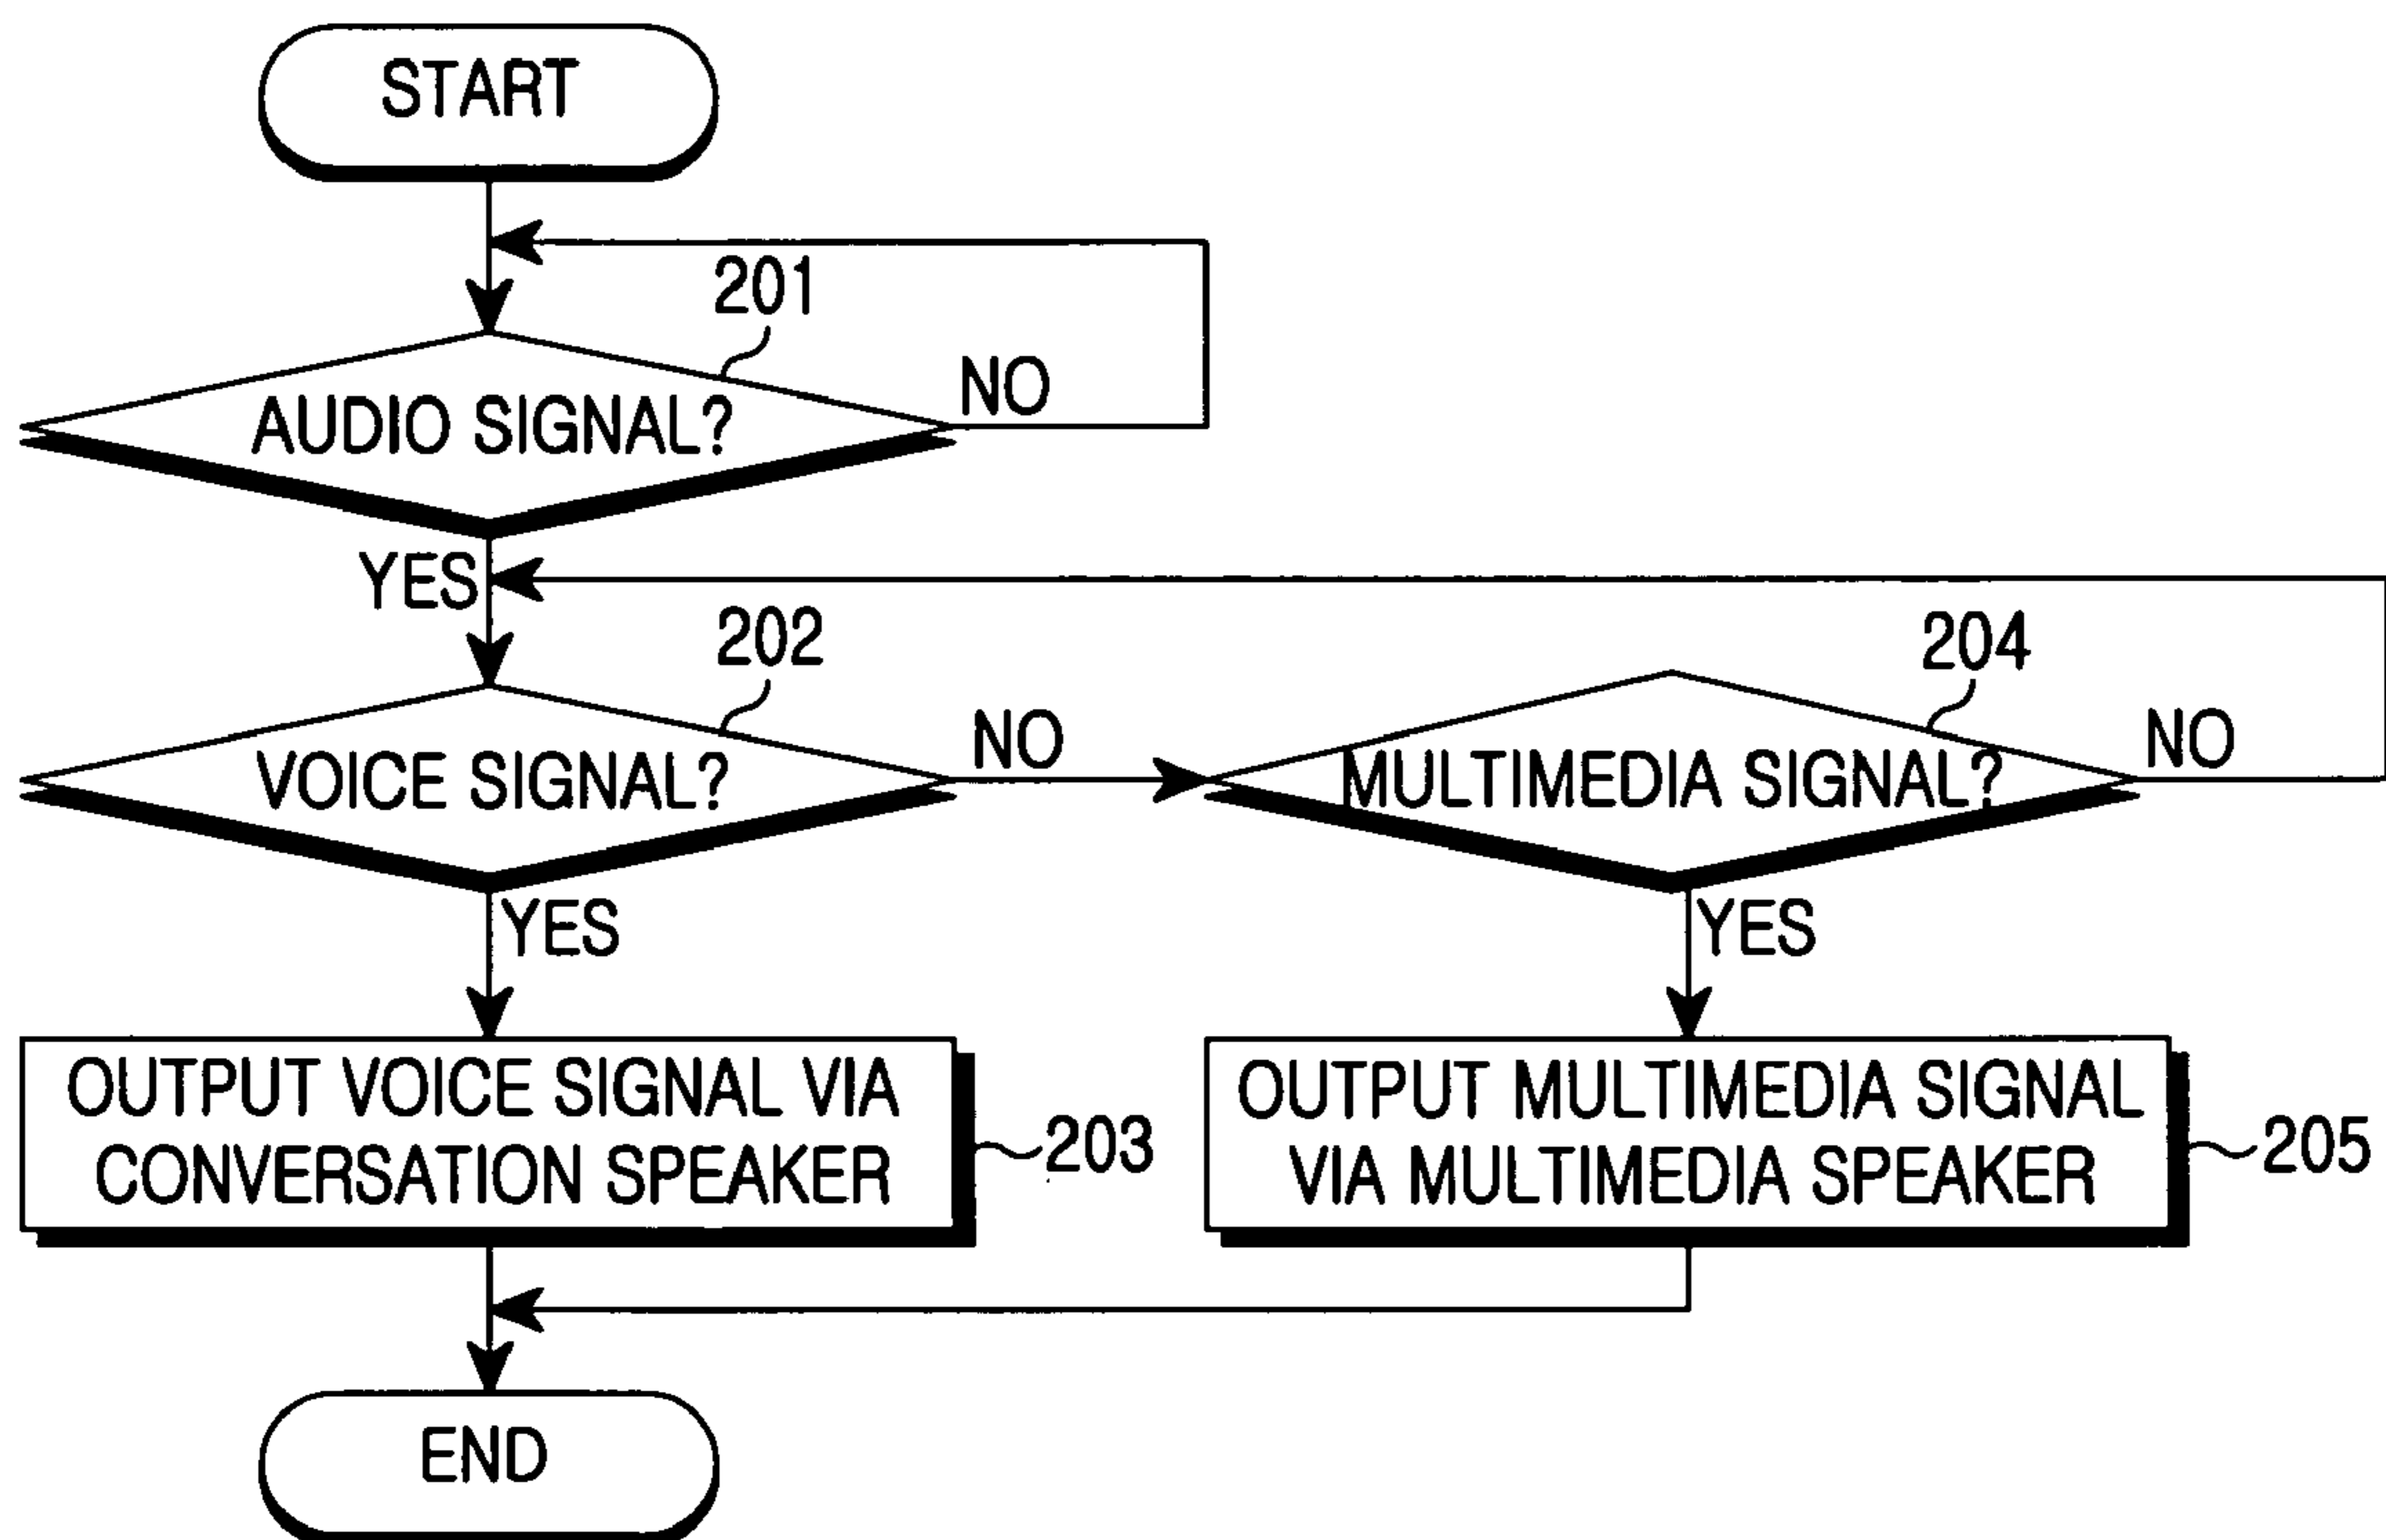 START
201
AUDIO SIGNAL?
NO
YES
202
VOICE SIGNAL?
NO
204
MULTIMEDIA SIGNAL?
NO
YES
YES
OUTPUT VOICE SIGNAL VIA
CONVERSATION SPEAKER
203
OUTPUT MULTIMEDIA SIGNAL
VIA MULTIMEDIA SPEAKER
205
END